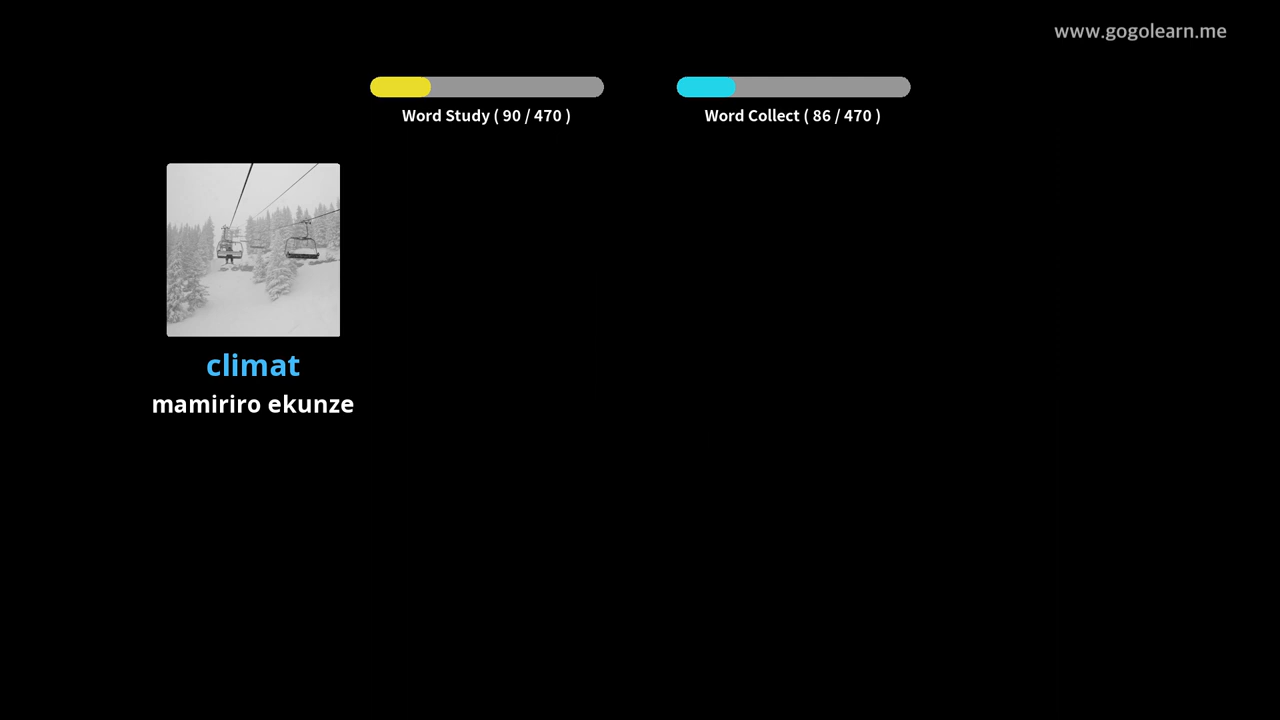 www.gogolearn.me
Word Study ( 90 / 470 )
Word Collect ( 86 / 470 )
climat
mamiriro ekunze